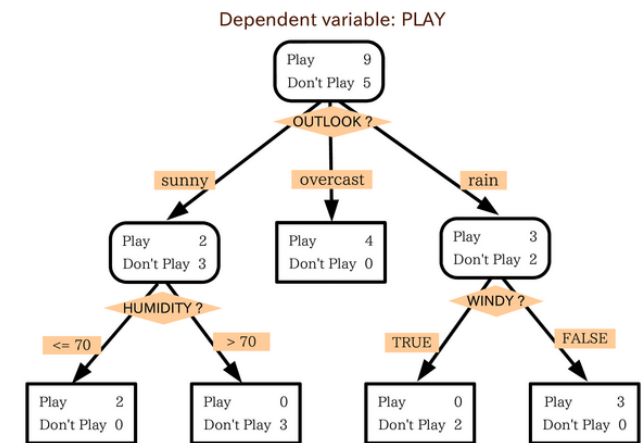 Dependent variable: PLAY
Play 9
Don't Play 5
OUTLOOK ?
sunny
overcast
rain
Play 2
Don't Play 3
Play 4
Don't Play 0
Play 3
Don't Play 2
HUMIDITY ?
WINDY ?
<= 70
> 70
TRUE
FALSE
Play 2
Don't Play 0
Play 0
Don't Play 3
Play 0
Don't Play 2
Play 3
Don't Play 0